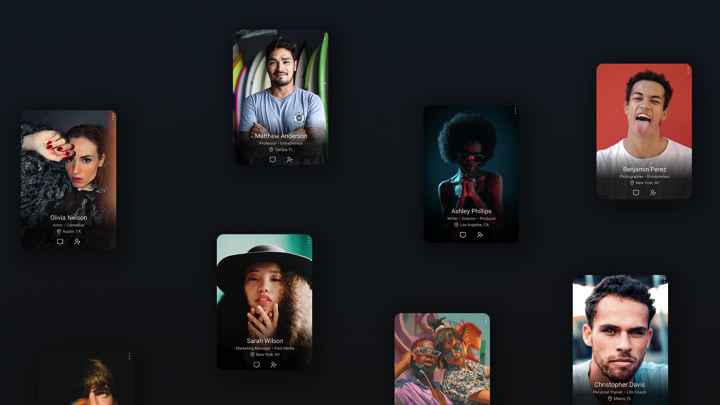 Matthew Anderson
Professor • Entrepreneur
Tampa, FL
Benjamin Perez
Photographer • Entrepreneur
New York, NY
Olivia Nelson
Actor • Comedian
Austin ,TX
Ashley Phillips
Writer • Director • Producer
Los Angeles, CA
Sarah Wilson
Marketing Manager • Paid Media
New York, NY
Christopher Davis
Personal Trainer • Life Coach
Miami, FL